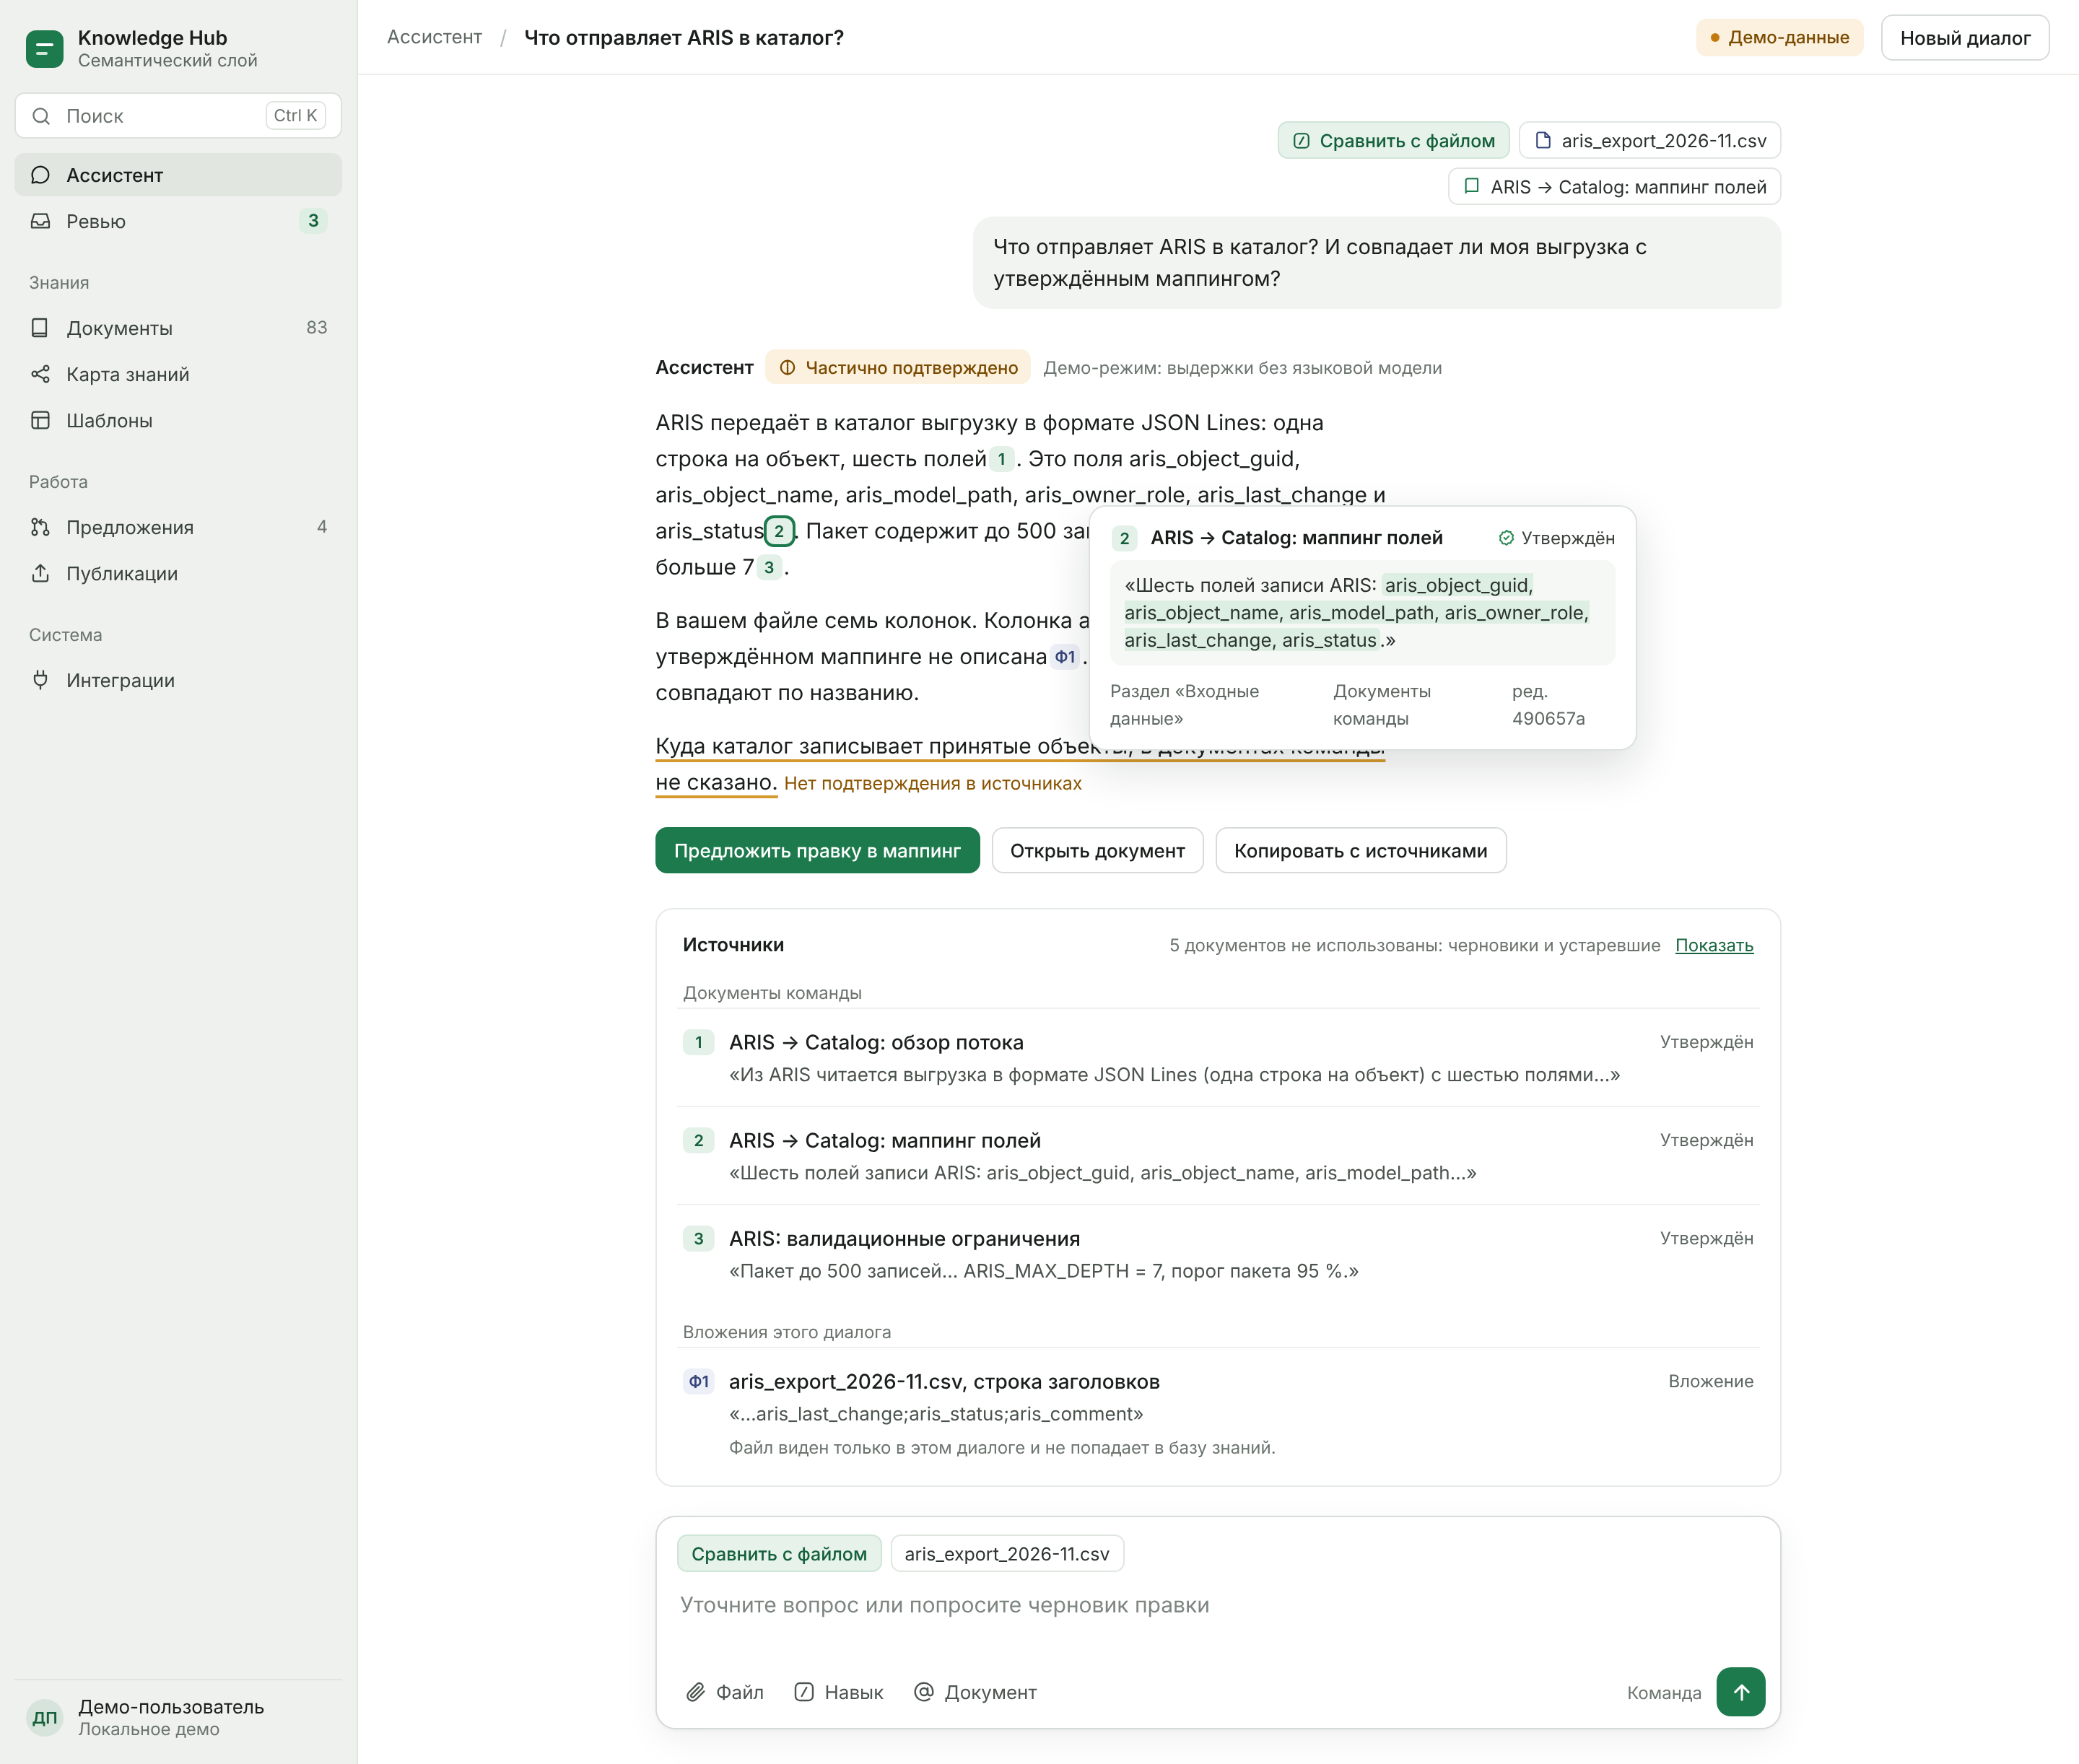 Knowledge Hub
Семантический слой
Поиск
Ctrl K
Ассистент
Ревью
3
Знания
Документы
83
Карта знаний
Шаблоны
Работа
Предложения
4
Публикации
Система
Интеграции
ДП
Демо-пользователь
Локальное демо
Ассистент / Что отправляет ARIS в каталог?
Демо-данные
Новый диалог
Сравнить с файлом
aris_export_2026-11.csv
ARIS → Catalog: маппинг полей
Что отправляет ARIS в каталог? И совпадает ли моя выгрузка с
утверждённым маппингом?
Ассистент
Частично подтверждено
Демо-режим: выдержки без языковой модели
ARIS передаёт в каталог выгрузку в формате JSON Lines: одна
строка на объект, шесть полей 1. Это поля aris_object_guid,
aris_object_name, aris_model_path, aris_owner_role, aris_last_change и
aris_status 2. Пакет содержит до 500
больше 7 3.
В вашем файле семь колонок. Колонка
утверждённом маппинге не описана Ф1.
совпадают по названию.
Куда каталог записывает принятые объекты, в документах команды
не сказано. Нет подтверждения в источниках
2
ARIS → Catalog: маппинг полей
Утверждён
«Шесть полей записи ARIS: aris_object_guid,
aris_object_name, aris_model_path, aris_owner_role,
aris_last_change, aris_status.»
Раздел «Входные
данные»
Документы
команды
ред.
490657a
Предложить правку в маппинг
Открыть документ
Копировать с источниками
Источники
5 документов не использованы: черновики и устаревшие
Показать
Документы команды
1
ARIS → Catalog: обзор потока
Утверждён
«Из ARIS читается выгрузка в формате JSON Lines (одна строка на объект) с шестью полями…»
2
ARIS → Catalog: маппинг полей
Утверждён
«Шесть полей записи ARIS: aris_object_guid, aris_object_name, aris_model_path…»
3
ARIS: валидационные ограничения
Утверждён
«Пакет до 500 записей… ARIS_MAX_DEPTH = 7, порог пакета 95 %.»
Вложения этого диалога
Ф1
aris_export_2026-11.csv, строка заголовков
Вложение
«…aris_last_change;aris_status;aris_comment»
Файл виден только в этом диалоге и не попадает в базу знаний.
Сравнить с файлом
aris_export_2026-11.csv
Уточните вопрос или попросите черновик правки
Файл
Навык
Документ
Команда